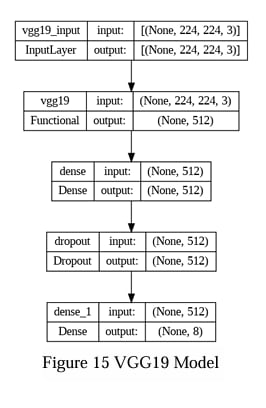 vgg19_input input: [(None, 224, 224, 3)]
InputLayer output: [(None, 224, 224, 3)]
vgg19 input: (None, 224, 224, 3)
Functional output: (None, 512)
dense input: (None, 512)
Dense output: (None, 512)
dropout input: (None, 512)
Dropout output: (None, 512)
dense_1 input: (None, 512)
Dense output: (None, 8)
Figure 15 VGG19 Model